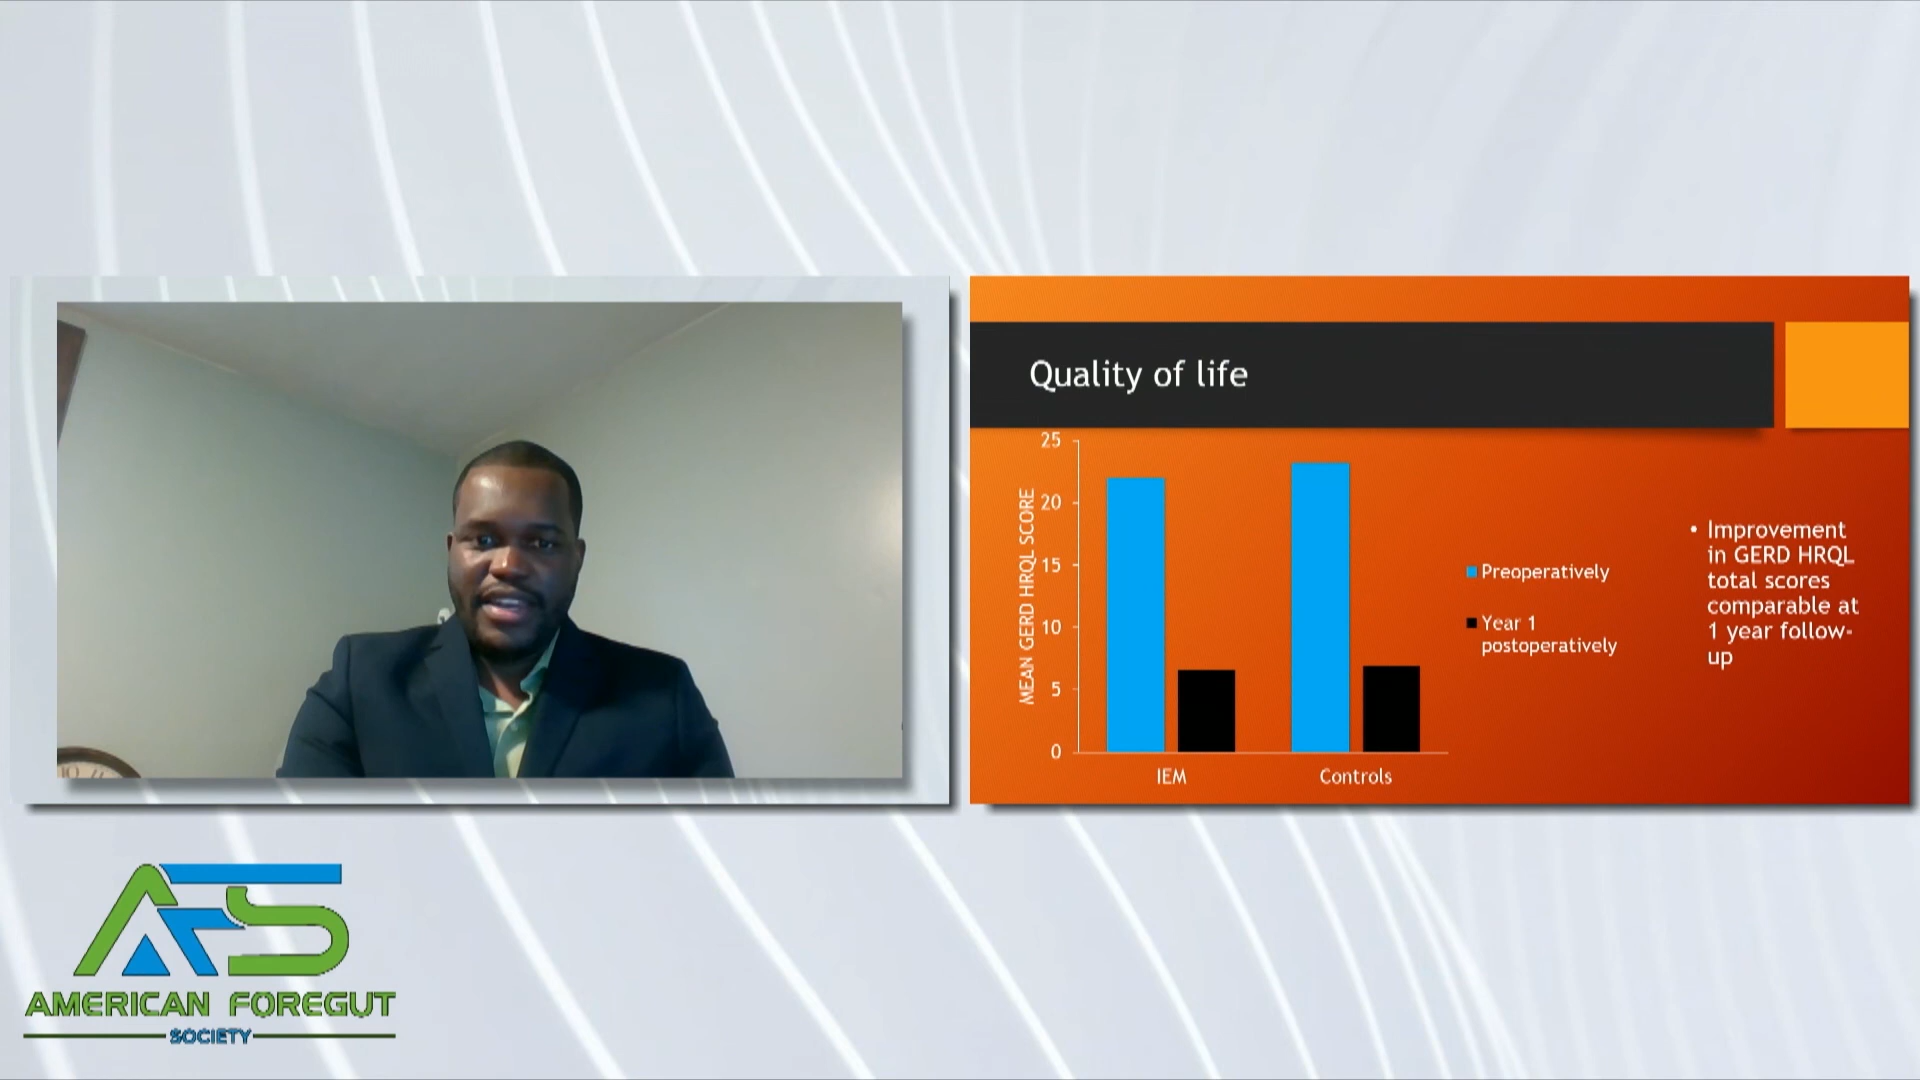 Quality of life
25
20
15
10
5
0
MEAN GERD HRQL SCORE
IEM
Controls
Preoperatively
Year 1
postoperatively
• Improvement
in GERD HRQL
total scores
comparable at
1 year follow-
up
AFS
AMERICAN FOREGUT
SOCIETY